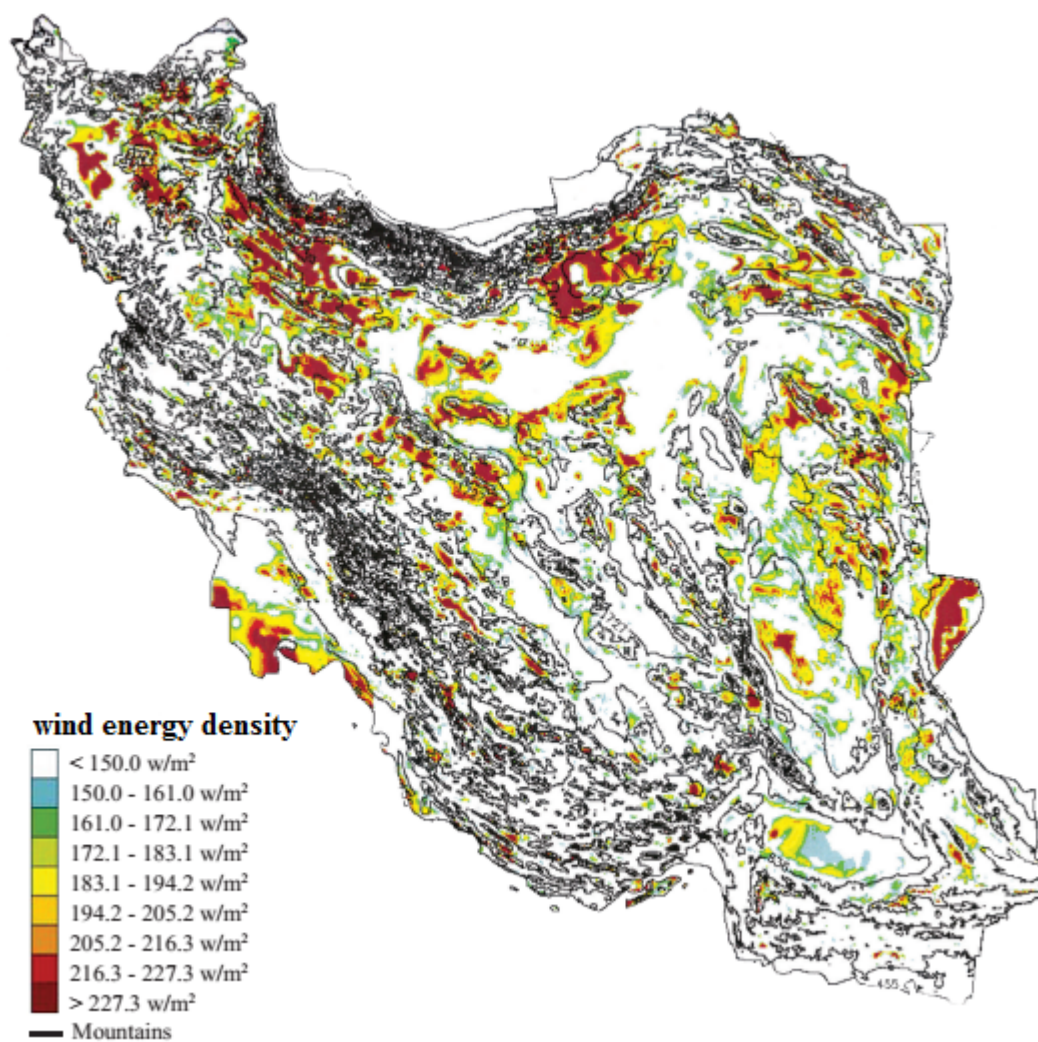 wind energy density
< 150.0 w/m²
150.0 - 161.0 w/m²
161.0 - 172.1 w/m²
172.1 - 183.1 w/m²
183.1 - 194.2 w/m²
194.2 - 205.2 w/m²
205.2 - 216.3 w/m²
216.3 - 227.3 w/m²
> 227.3 w/m²
Mountains
455